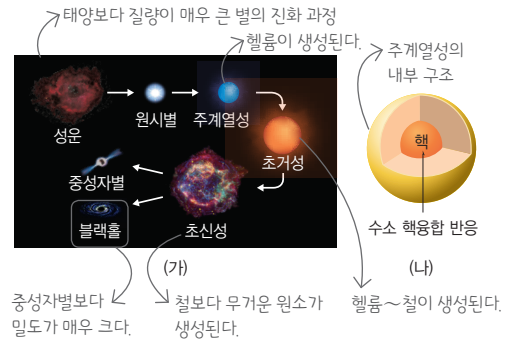 태양보다 질량이 매우 큰 별의 진화 과정
헬륨이 생성된다.
주계열성의
내부 구조
성운
원시별
주계열성
초거성
중성자별
블랙홀
초신성
핵
수소 핵융합 반응
(가)
(나)
중성자별보다
밀도가 매우 크다.
철보다 무거운 원소가
생성된다.
헬륨～철이 생성된다.